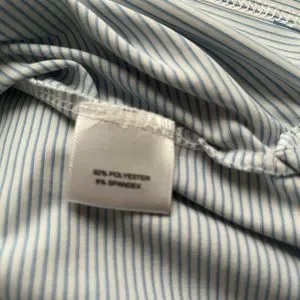 92% POLYESTER
8% SPANDEX